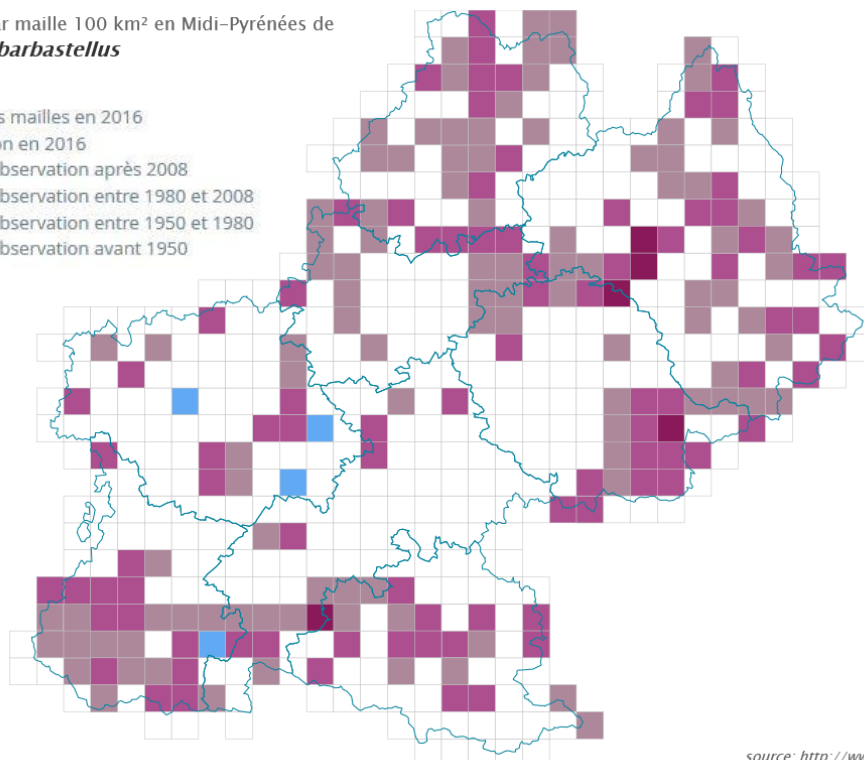 r maille 100 km² en Midi-Pyrénées de
barbastellus
s mailles en 2016
on en 2016
bservation après 2008
bservation entre 1980 et 2008
bservation entre 1950 et 1980
bservation avant 1950
source: http://ww